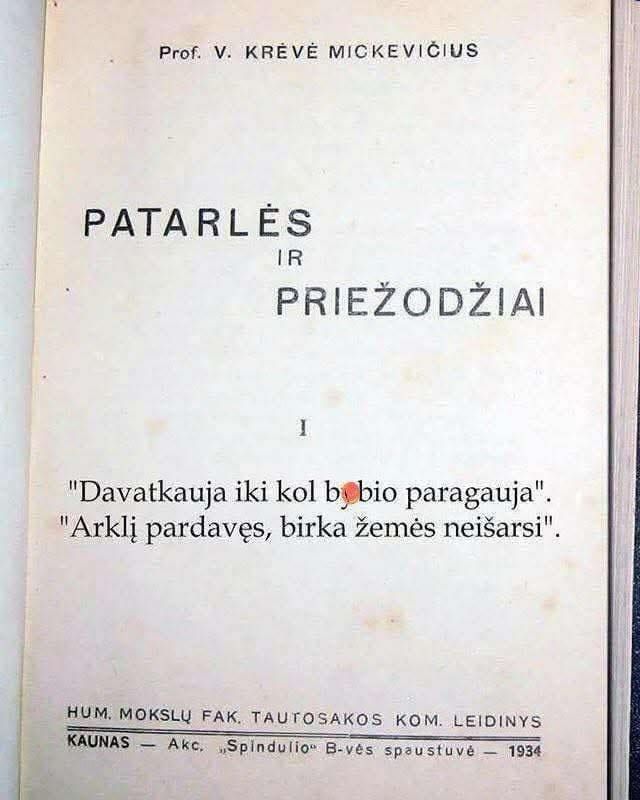 Prof. V. KRĖVĖ MICKEVIČIUS
PATARLĖS
IR
PRIEŽODŽIAI
I
"Davatkauja iki kol bybio paragauja".
"Arklį pardavęs, birka žemės neišarsi".
HUM. MOKSLŲ FAK. TAUTOSAKOS KOM. LEIDINYS
KAUNAS — Akc. „Spindulio“ B-vės spaustuvė — 1934